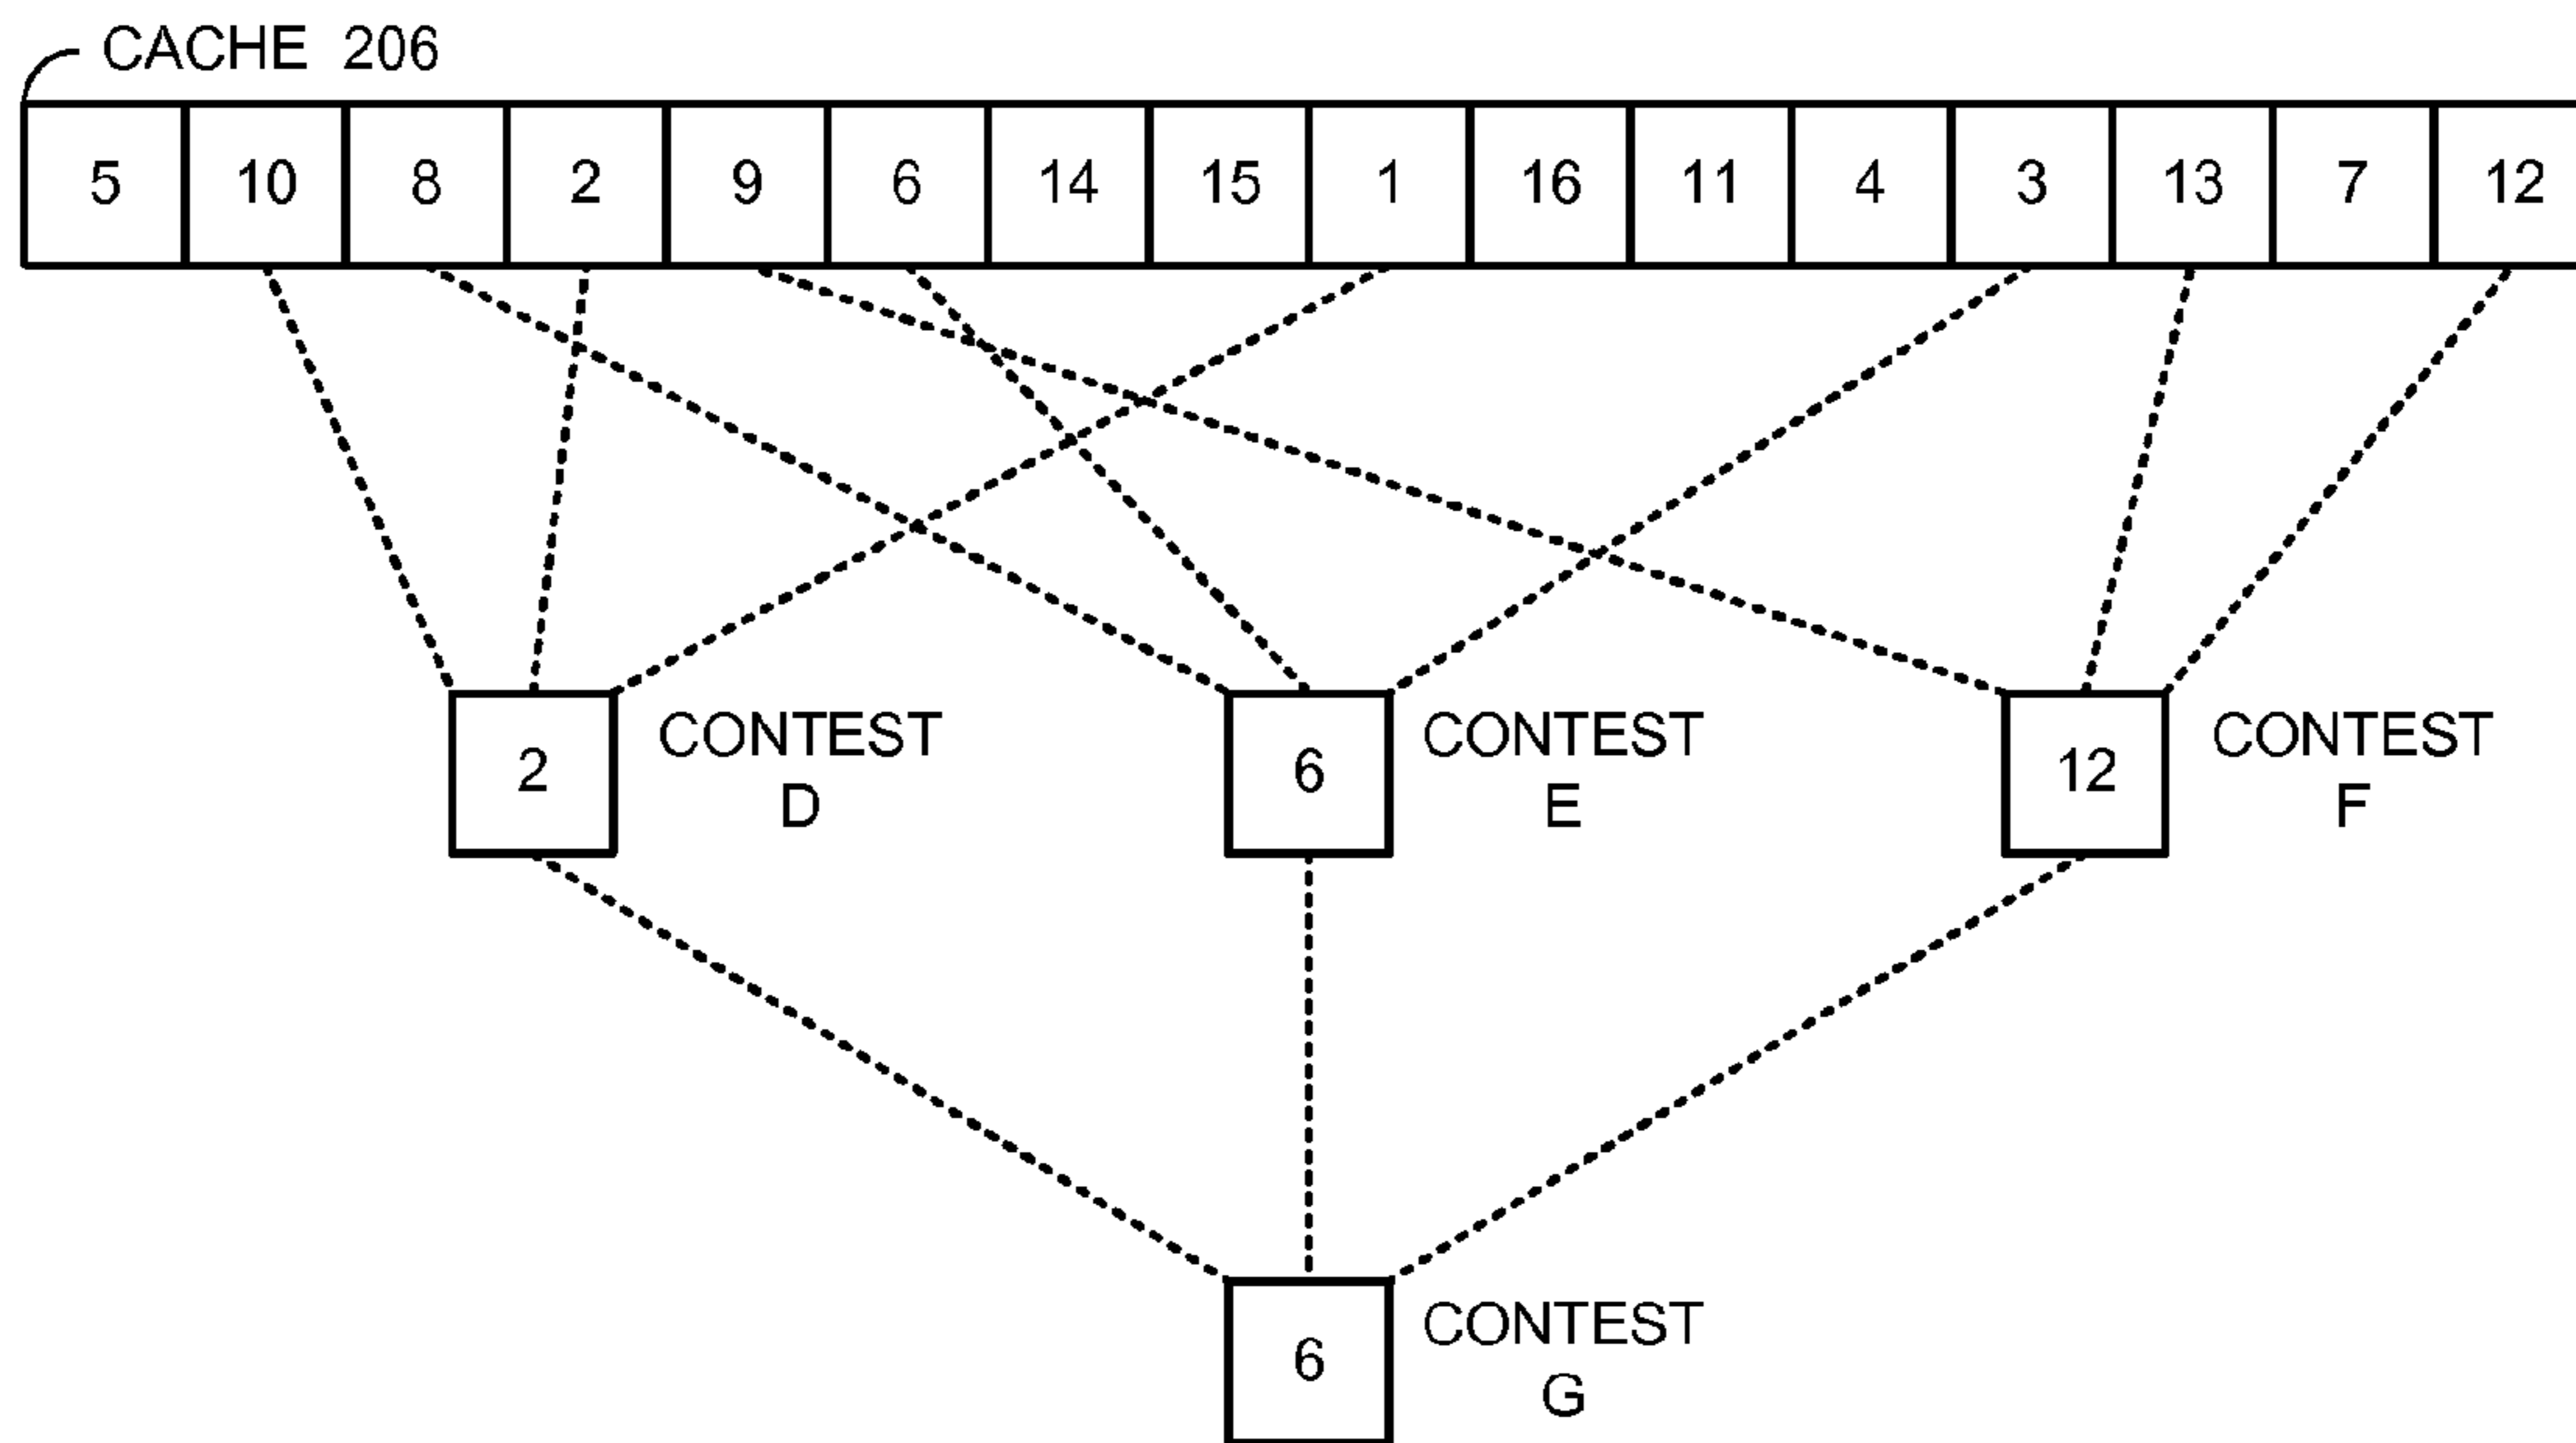 CACHE 206
5 10 8 2 9 6 14 15 1 16 11 4 3 13 7 12
2 CONTEST D
6 CONTEST E
12 CONTEST F
6 CONTEST G